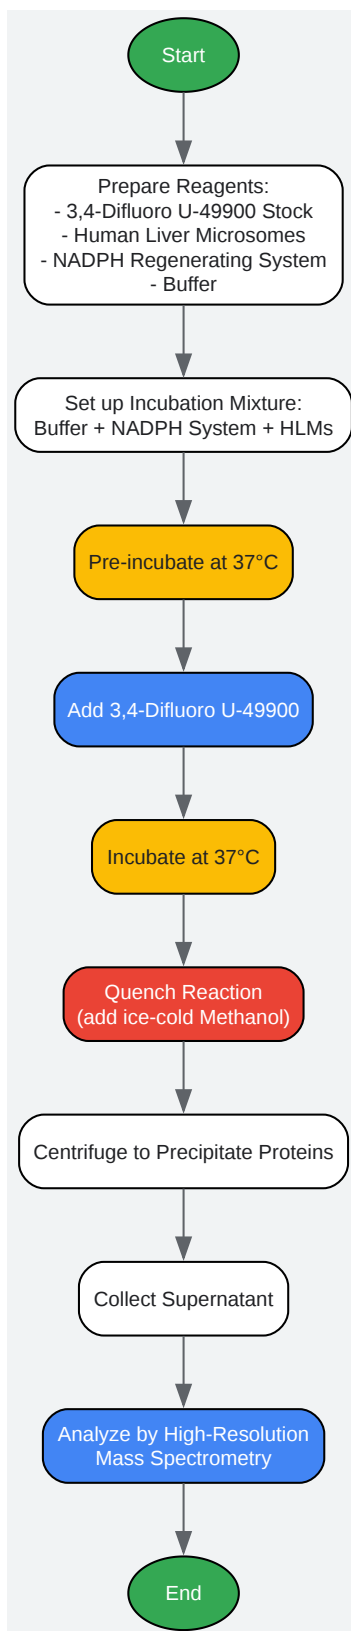 Start
Prepare Reagents:
- 3,4-Difluoro U-49900 Stock
- Human Liver Microsomes
- NADPH Regenerating System
- Buffer
Set up Incubation Mixture:
Buffer + NADPH System + HLMs
Pre-incubate at 37°C
Add 3,4-Difluoro U-49900
Incubate at 37°C
Quench Reaction
(add ice-cold Methanol)
Centrifuge to Precipitate Proteins
Collect Supernatant
Analyze by High-Resolution
Mass Spectrometry
End